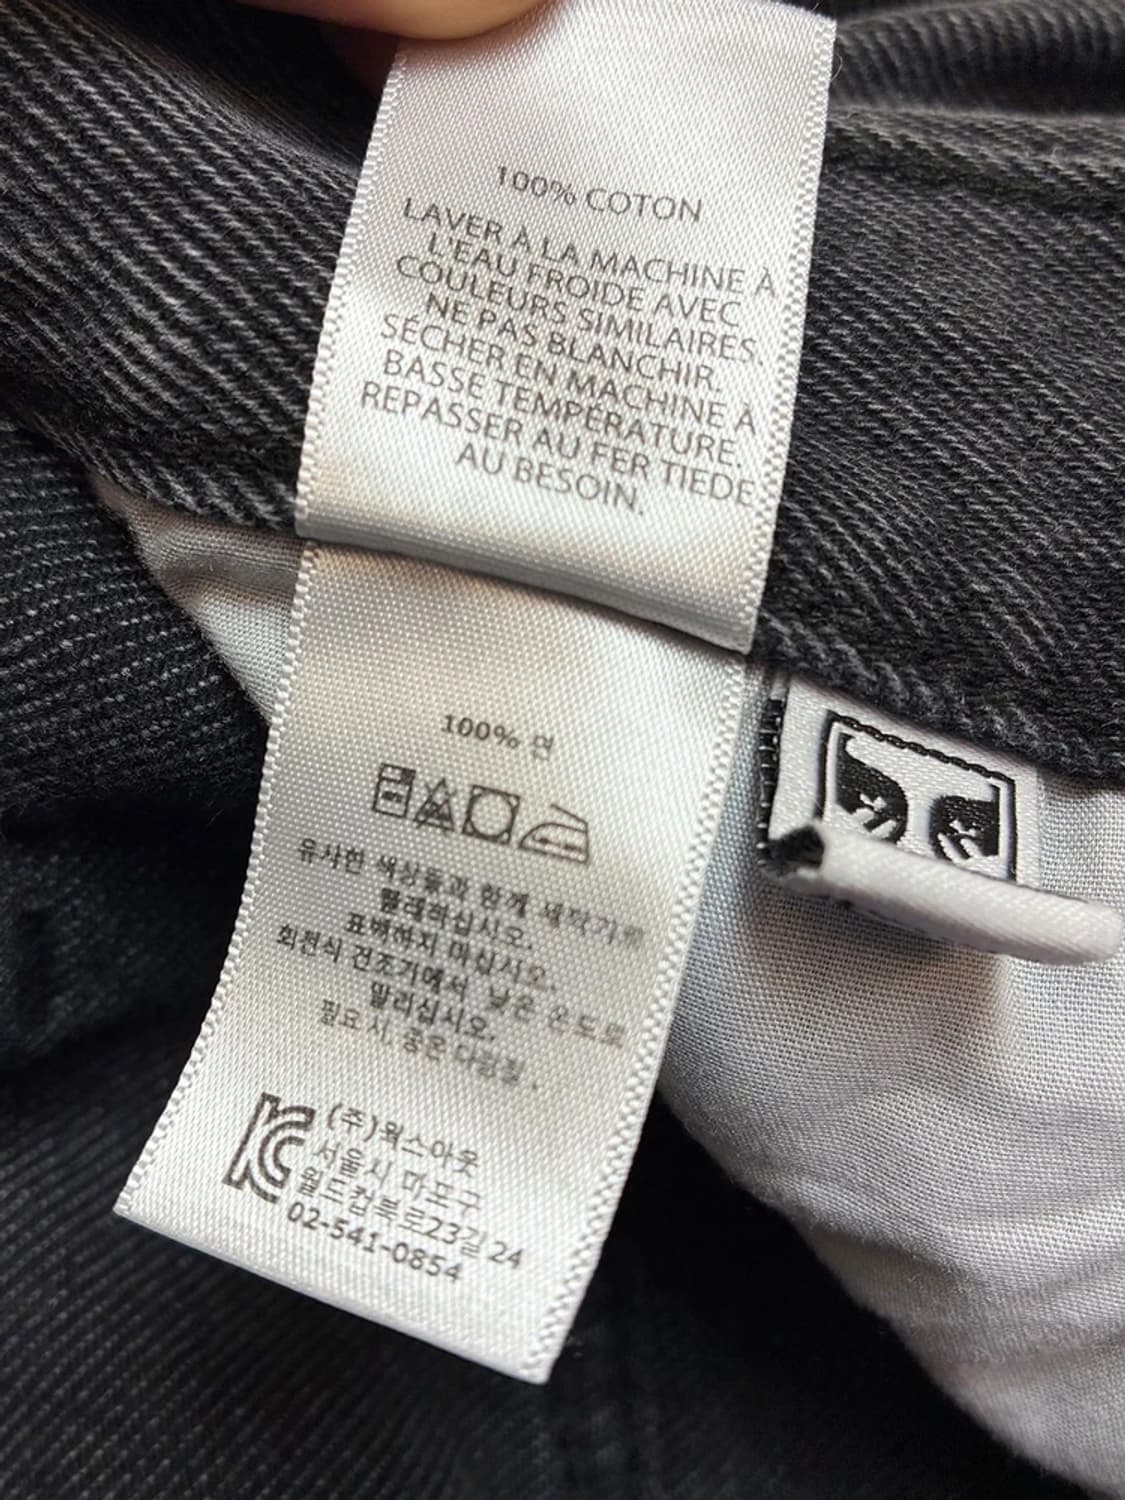 100% COTON
LAVER À LA MACHINE À
L'EAU FROIDE AVEC
COULEURS SIMILAIRES.
NE PAS BLANCHIR.
SÉCHER EN MACHINE À
BASSE TEMPÉRATURE.
REPASSER AU FER TIEDE
AU BESOIN.
100% 면
유사한 색상들과 함께 세탁기로
빨래하십시오.
표백하지 마십시오.
회전식 건조기에서 낮은 온도로
말리십시오.
필요 시,
(주)웍스아웃
서울시 마포구
월드컵북로23길 24
02-541-0854